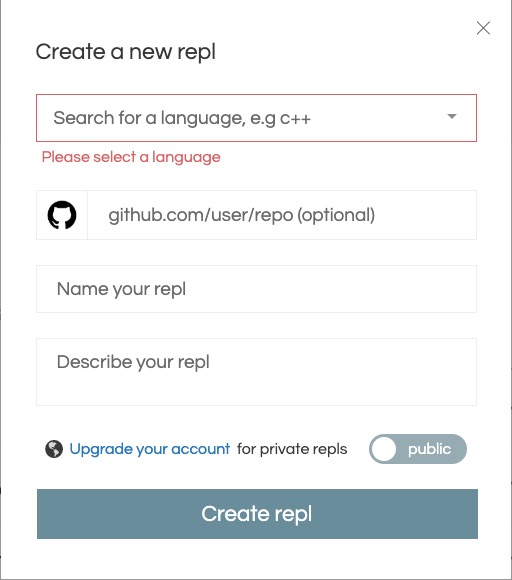 Create a new repl
Search for a language, e.g c++
Please select a language
github.com/user/repo (optional)
Name your repl
Describe your repl
Upgrade your account for private repls public
Create repl